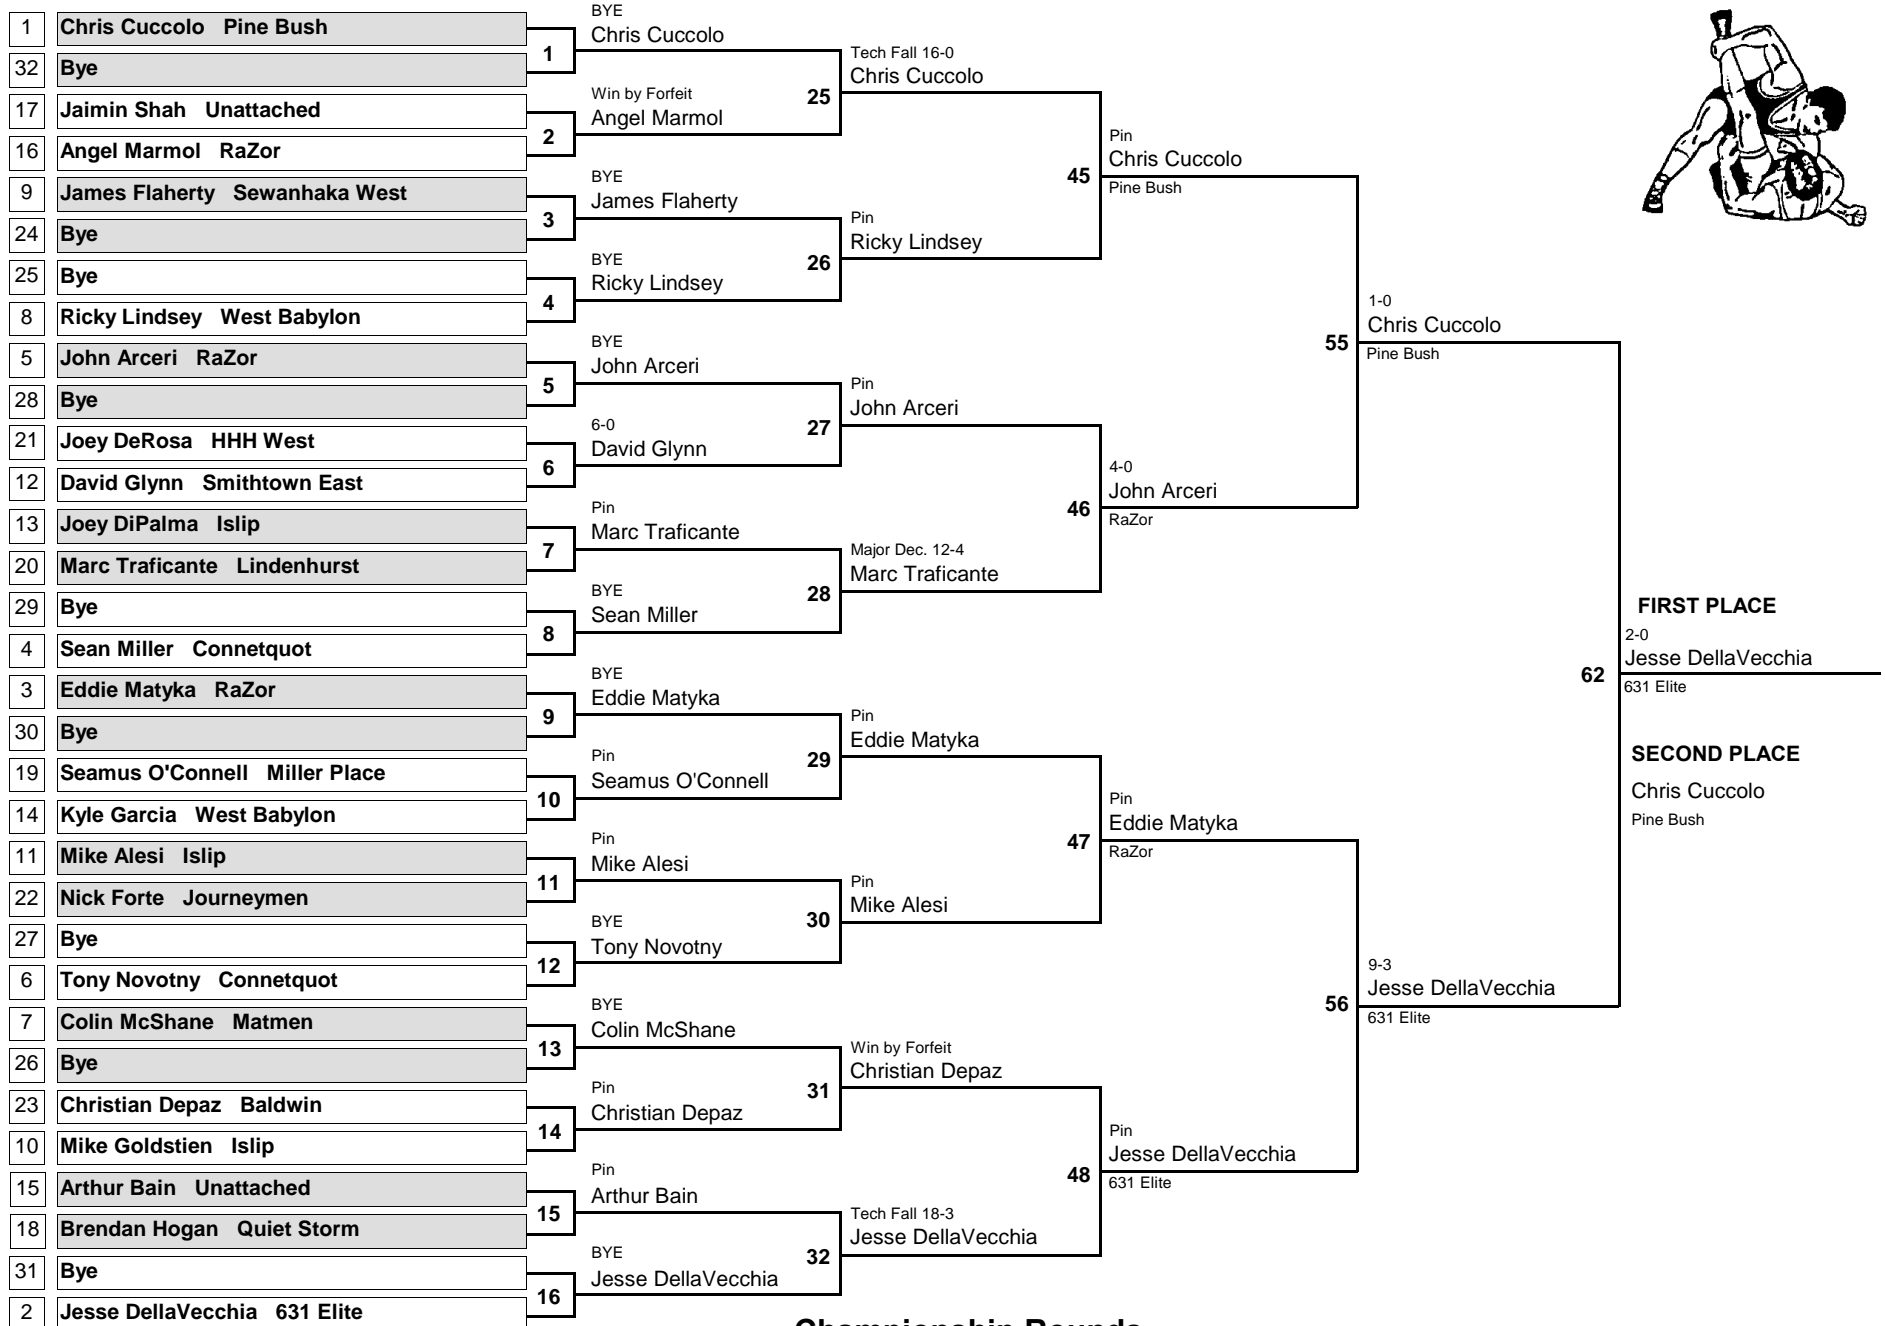 1 Chris Cuccolo Pine Bush
32 Bye
17 Jaimin Shah Unattached
16 Angel Marmol RaZor
9 James Flaherty Sewanhaka West
24 Bye
25 Bye
8 Ricky Lindsey West Babylon
5 John Arceri RaZor
28 Bye
21 Joey DeRosa HHH West
12 David Glynn Smithtown East
13 Joey DiPalma Islip
20 Marc Traficante Lindenhurst
29 Bye
4 Sean Miller Connetquot
3 Eddie Matyka RaZor
30 Bye
19 Seamus O'Connell Miller Place
14 Kyle Garcia West Babylon
11 Mike Alesi Islip
22 Nick Forte Journeymen
27 Bye
6 Tony Novotny Connetquot
7 Colin McShane Matmen
26 Bye
23 Christian Depaz Baldwin
10 Mike Goldstien Islip
15 Arthur Bain Unattached
18 Brendan Hogan Quiet Storm
31 Bye
2 Jesse DellaVecchia 631 Elite
1
2
3
4
5
6
7
8
9
10
11
12
13
14
15
16
BYE
Chris Cuccolo
Win by Forfeit
Angel Marmol
BYE
James Flaherty
BYE
Ricky Lindsey
BYE
John Arceri
6-0
David Glynn
Pin
Marc Traficante
BYE
Sean Miller
BYE
Eddie Matyka
Pin
Seamus O'Connell
Pin
Mike Alesi
BYE
Tony Novotny
BYE
Colin McShane
Pin
Christian Depaz
Pin
Arthur Bain
BYE
Jesse DellaVecchia
25
26
27
28
29
30
31
32
Tech Fall 16-0
Chris Cuccolo
Pin
Ricky Lindsey
Pin
John Arceri
Major Dec. 12-4
Marc Traficante
Pin
Eddie Matyka
Pin
Mike Alesi
Win by Forfeit
Christian Depaz
Tech Fall 18-3
Jesse DellaVecchia
45
46
47
48
Pin
Chris Cuccolo
Pine Bush
4-0
John Arceri
RaZor
Pin
Eddie Matyka
RaZor
Pin
Jesse DellaVecchia
631 Elite
55
56
1-0
Chris Cuccolo
Pine Bush
9-3
Jesse DellaVecchia
631 Elite
62
FIRST PLACE
2-0
Jesse DellaVecchia
631 Elite
SECOND PLACE
Chris Cuccolo
Pine Bush
Championship Rounds